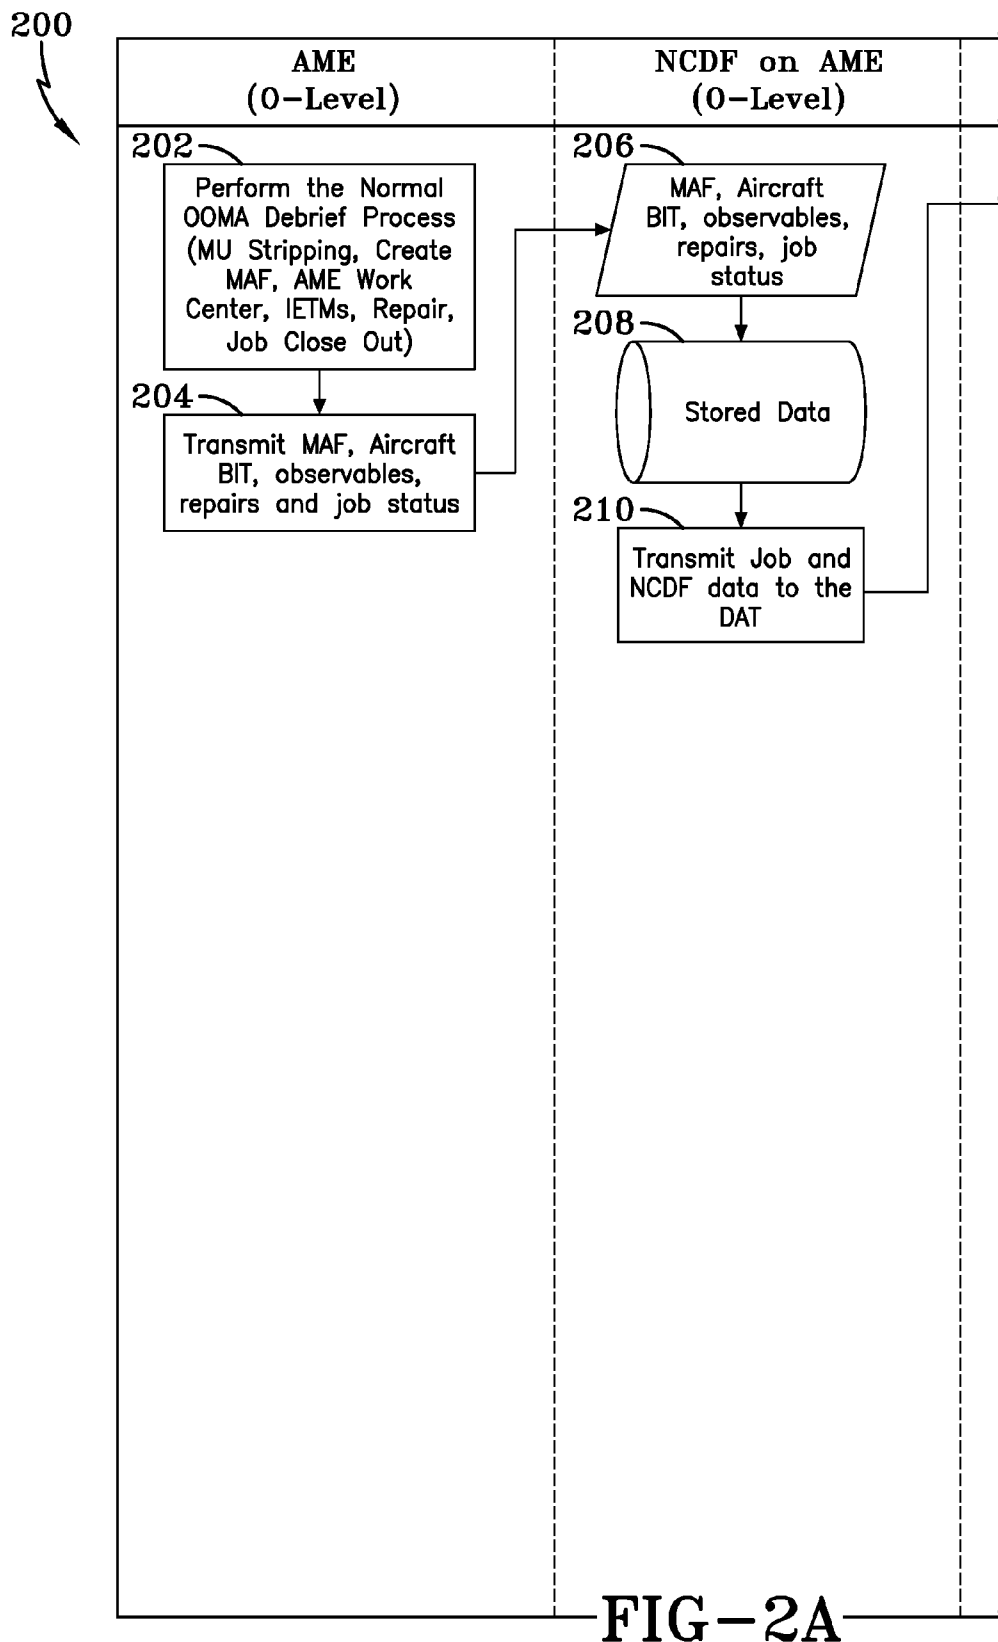 200
AME
(O-Level)
NCDF on AME
(O-Level)
202
Perform the Normal
OOMA Debrief Process
(MU Stripping, Create
MAF, AME Work
Center, IETMs, Repair,
Job Close Out)
204
Transmit MAF, Aircraft
BIT, observables,
repairs and job status
206
MAF, Aircraft
BIT, observables,
repairs, job
status
208
Stored Data
210
Transmit Job and
NCDF data to the
DAT
FIG-2A